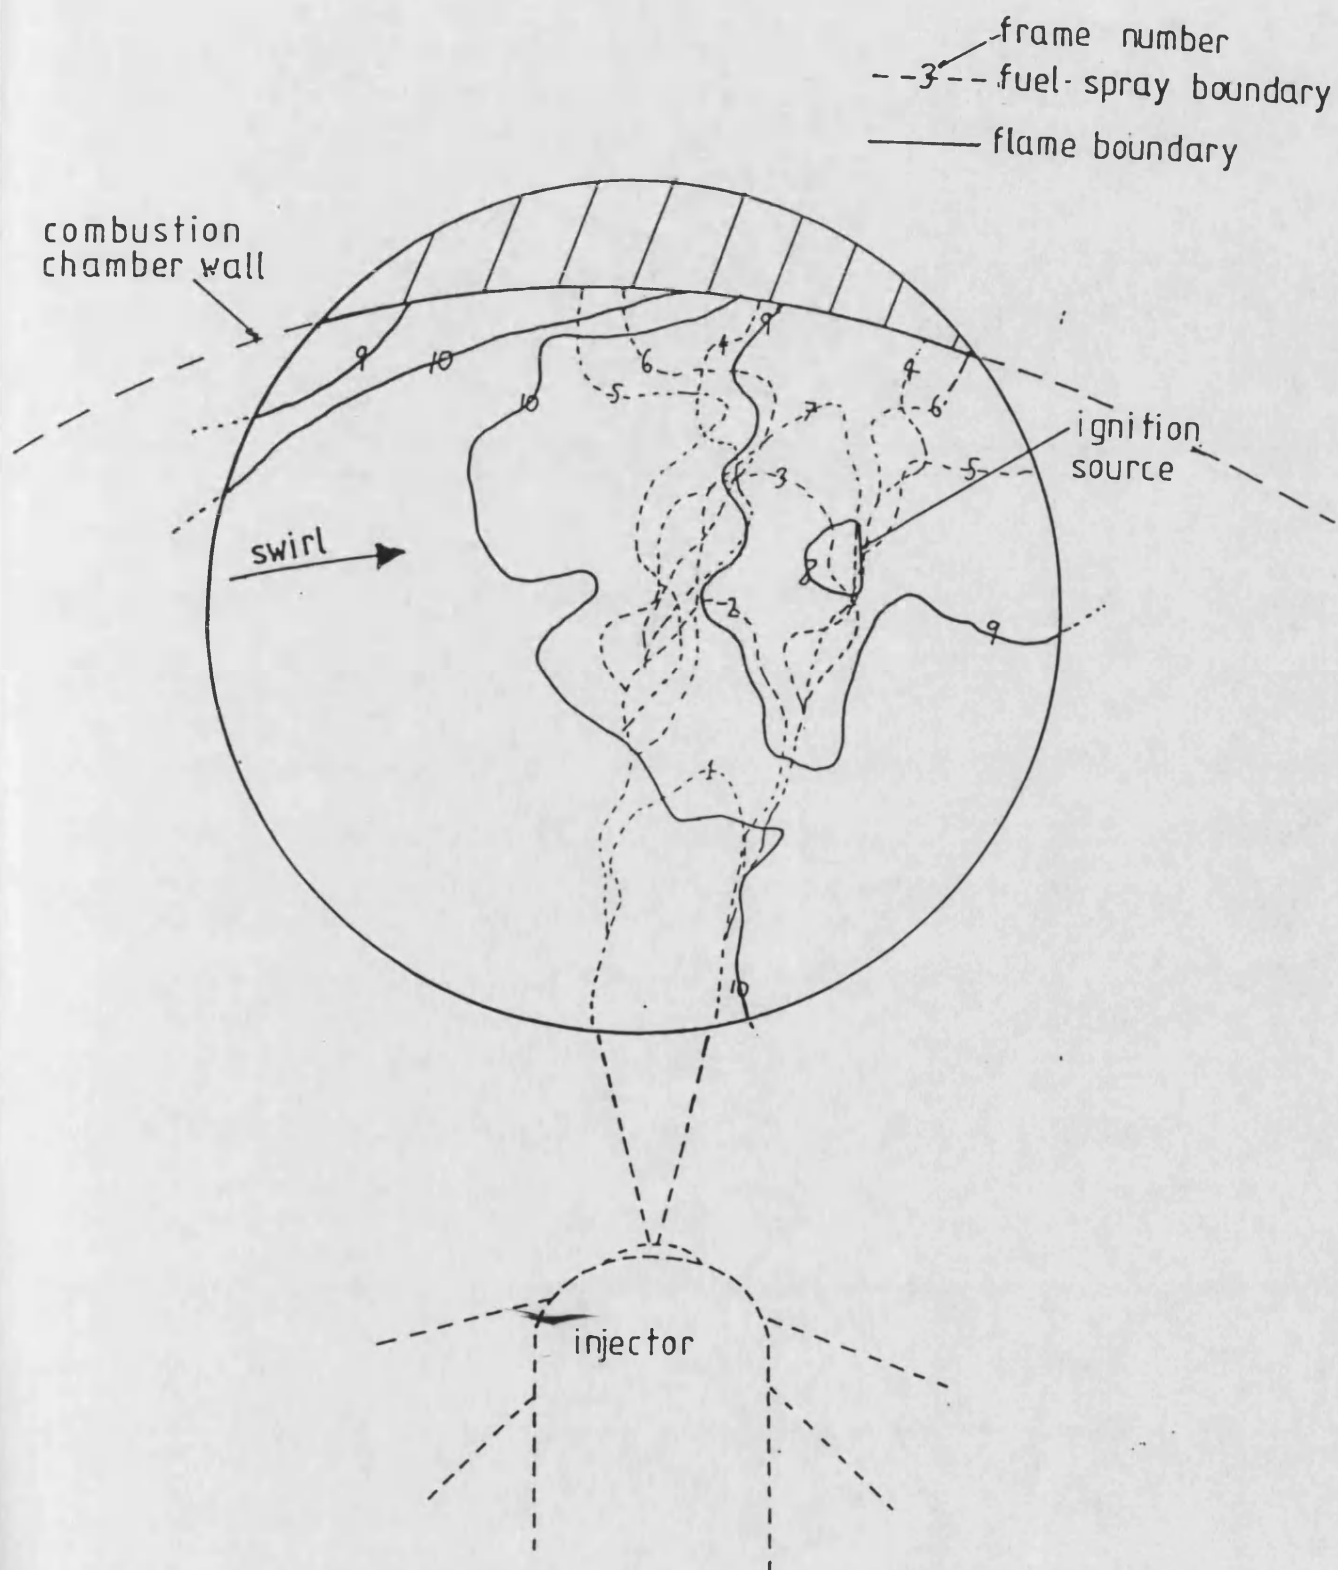 frame number
--3-- fuel-spray boundary
flame boundary
combustion
chamber wall
9
10
10
6
5
4
9
7
4
6
5
3
ignition
source
swirl
8
2
9
1
10
injector